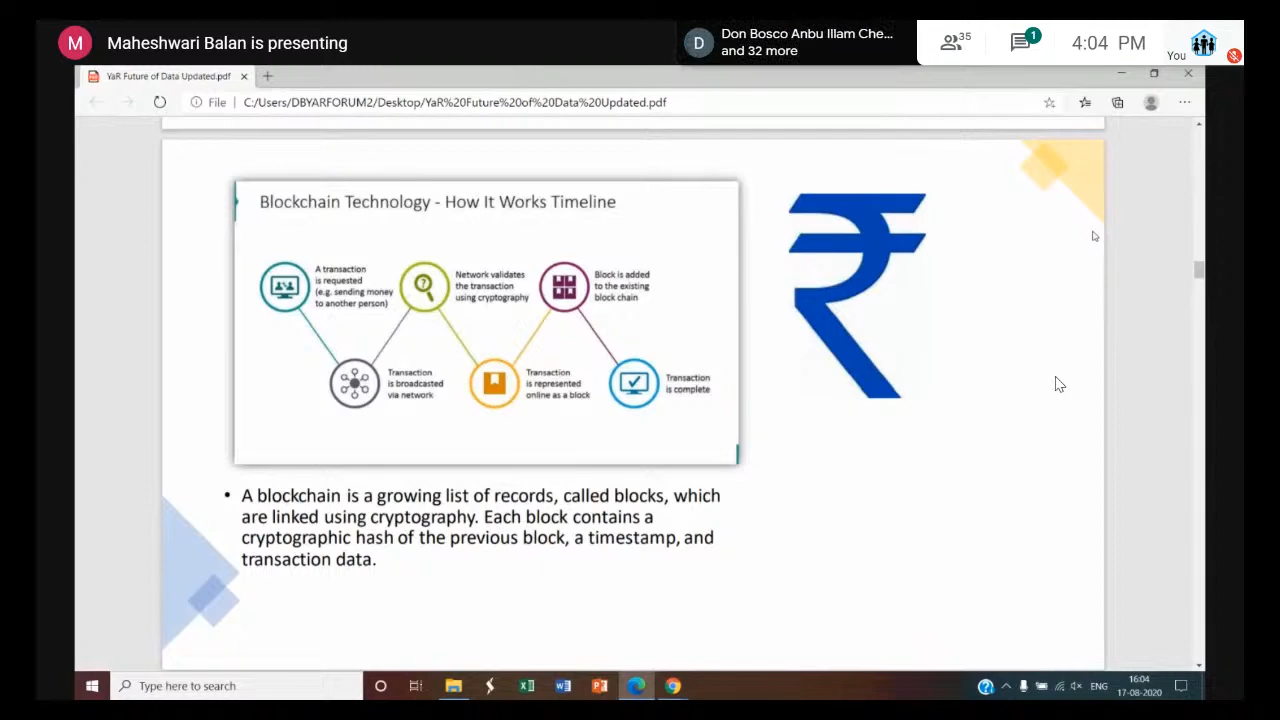 M Maheshwari Balan is presenting
D Don Bosco Anbu Illam Che...
and 32 more
35
1
4:04 PM
You
YaR Future of Data Updated.pdf
File | C:/Users/DBYARFORUM2/Desktop/YaR%20Future%20of%20Data%20Updated.pdf
Blockchain Technology - How It Works Timeline
A transaction
is requested
(e.g. sending money
to another person)
Network validates
the transaction
using cryptography
Block is added
to the existing
block chain
Transaction
is broadcasted
via network
Transaction
is represented
online as a block
Transaction
is complete
₹
• A blockchain is a growing list of records, called blocks, which
are linked using cryptography. Each block contains a
cryptographic hash of the previous block, a timestamp, and
transaction data.
Type here to search
ENG
16:04
17-08-2020